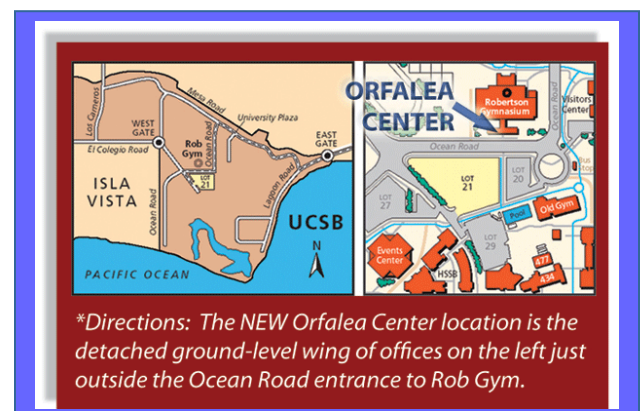 Los Carneros
Mesa Road
University Plaza
WEST
GATE
El Colegio Road
Rob
Gym
Ocean Road
LOT
21
EAST
GATE
ISLA
VISTA
Ocean Road
Lagoon Road
UCSB
N
PACIFIC OCEAN
ORFALEA
CENTER
Robertson
Gymnasium
Ocean Road
Visitors
Center
Ocean Road
LOT
27
LOT
21
LOT
20
Bus
Stop
Pool
Old Gym
LOT
29
Events
Center
HSSB
477
434
*Directions: The NEW Orfalea Center location is the
detached ground-level wing of offices on the left just
outside the Ocean Road entrance to Rob Gym.